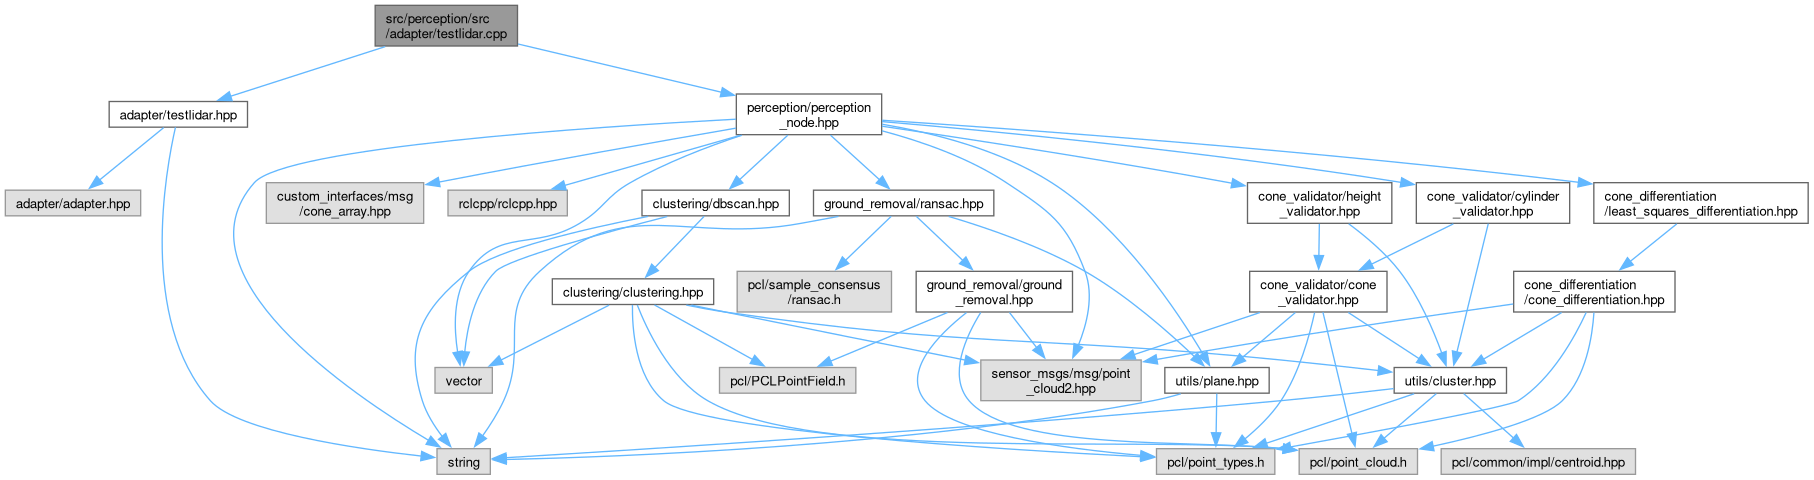 src/perception/src
/adapter/testlidar.cpp
adapter/testlidar.hpp
perception/perception
_node.hpp
adapter/adapter.hpp
custom_interfaces/msg
/cone_array.hpp
rclcpp/rclcpp.hpp
clustering/dbscan.hpp
ground_removal/ransac.hpp
cone_validator/height
_validator.hpp
cone_validator/cylinder
_validator.hpp
cone_differentiation
/least_squares_differentiation.hpp
clustering/clustering.hpp
pcl/sample_consensus
/ransac.h
ground_removal/ground
_removal.hpp
cone_validator/cone
_validator.hpp
cone_differentiation
/cone_differentiation.hpp
vector
pcl/PCLPointField.h
sensor_msgs/msg/point
_cloud2.hpp
utils/plane.hpp
utils/cluster.hpp
string
pcl/point_types.h
pcl/point_cloud.h
pcl/common/impl/centroid.hpp